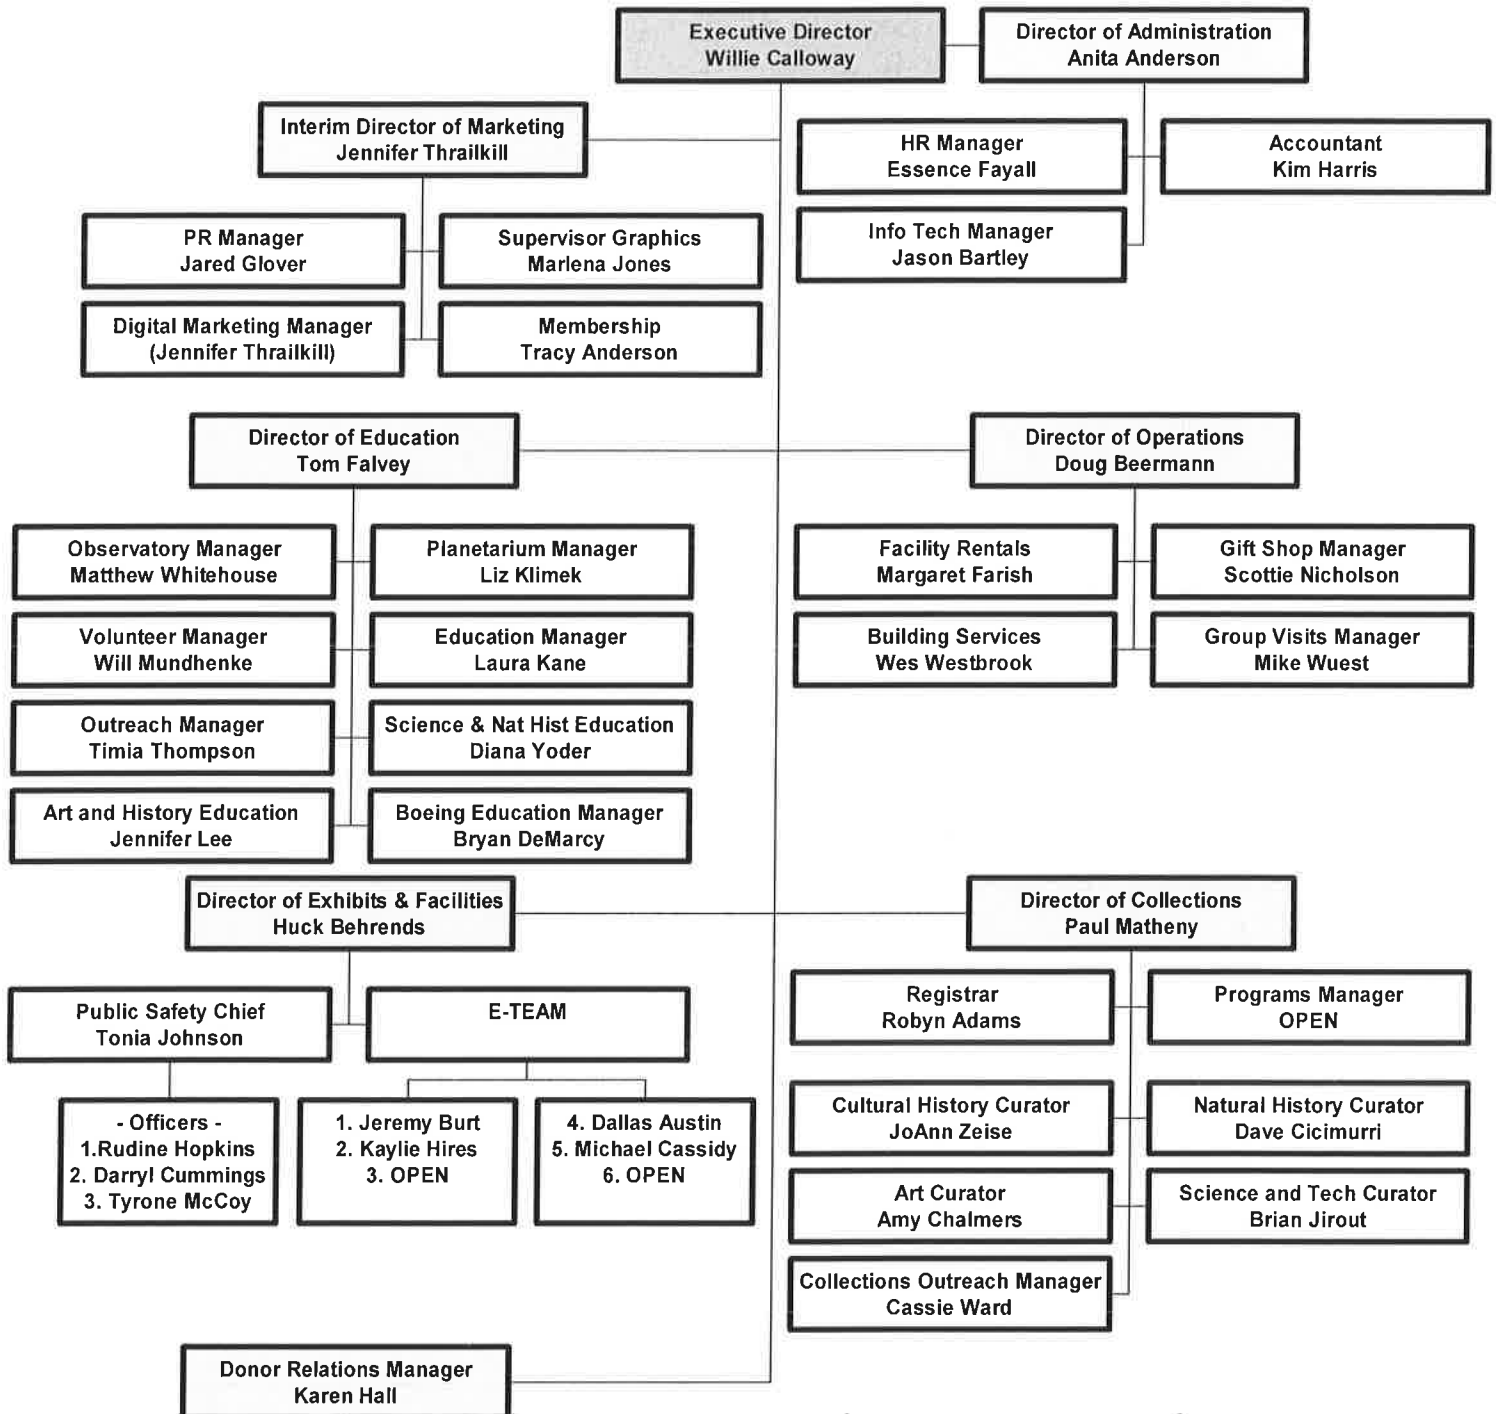 Executive Director
Willie Calloway
Director of Administration
Anita Anderson
Interim Director of Marketing
Jennifer Thrailkill
HR Manager
Essence Fayall
Accountant
Kim Harris
Info Tech Manager
Jason Bartley
PR Manager
Jared Glover
Supervisor Graphics
Marlena Jones
Digital Marketing Manager
(Jennifer Thrailkill)
Membership
Tracy Anderson
Director of Education
Tom Falvey
Director of Operations
Doug Beermann
Observatory Manager
Matthew Whitehouse
Planetarium Manager
Liz Klimek
Volunteer Manager
Will Mundhenke
Education Manager
Laura Kane
Outreach Manager
Timia Thompson
Science & Nat Hist Education
Diana Yoder
Art and History Education
Jennifer Lee
Boeing Education Manager
Bryan DeMarcy
Facility Rentals
Margaret Farish
Gift Shop Manager
Scottie Nicholson
Building Services
Wes Westbrook
Group Visits Manager
Mike Wuest
Director of Exhibits & Facilities
Huck Behrends
Director of Collections
Paul Matheny
Public Safety Chief
Tonia Johnson
E-TEAM
- Officers -
1.Rudine Hopkins
2. Darryl Cummings
3. Tyrone McCoy
1. Jeremy Burt
2. Kaylie Hires
3. OPEN
4. Dallas Austin
5. Michael Cassidy
6. OPEN
Registrar
Robyn Adams
Programs Manager
OPEN
Cultural History Curator
JoAnn Zeise
Natural History Curator
Dave Cicimurri
Art Curator
Amy Chalmers
Science and Tech Curator
Brian Jirout
Collections Outreach Manager
Cassie Ward
Donor Relations Manager
Karen Hall